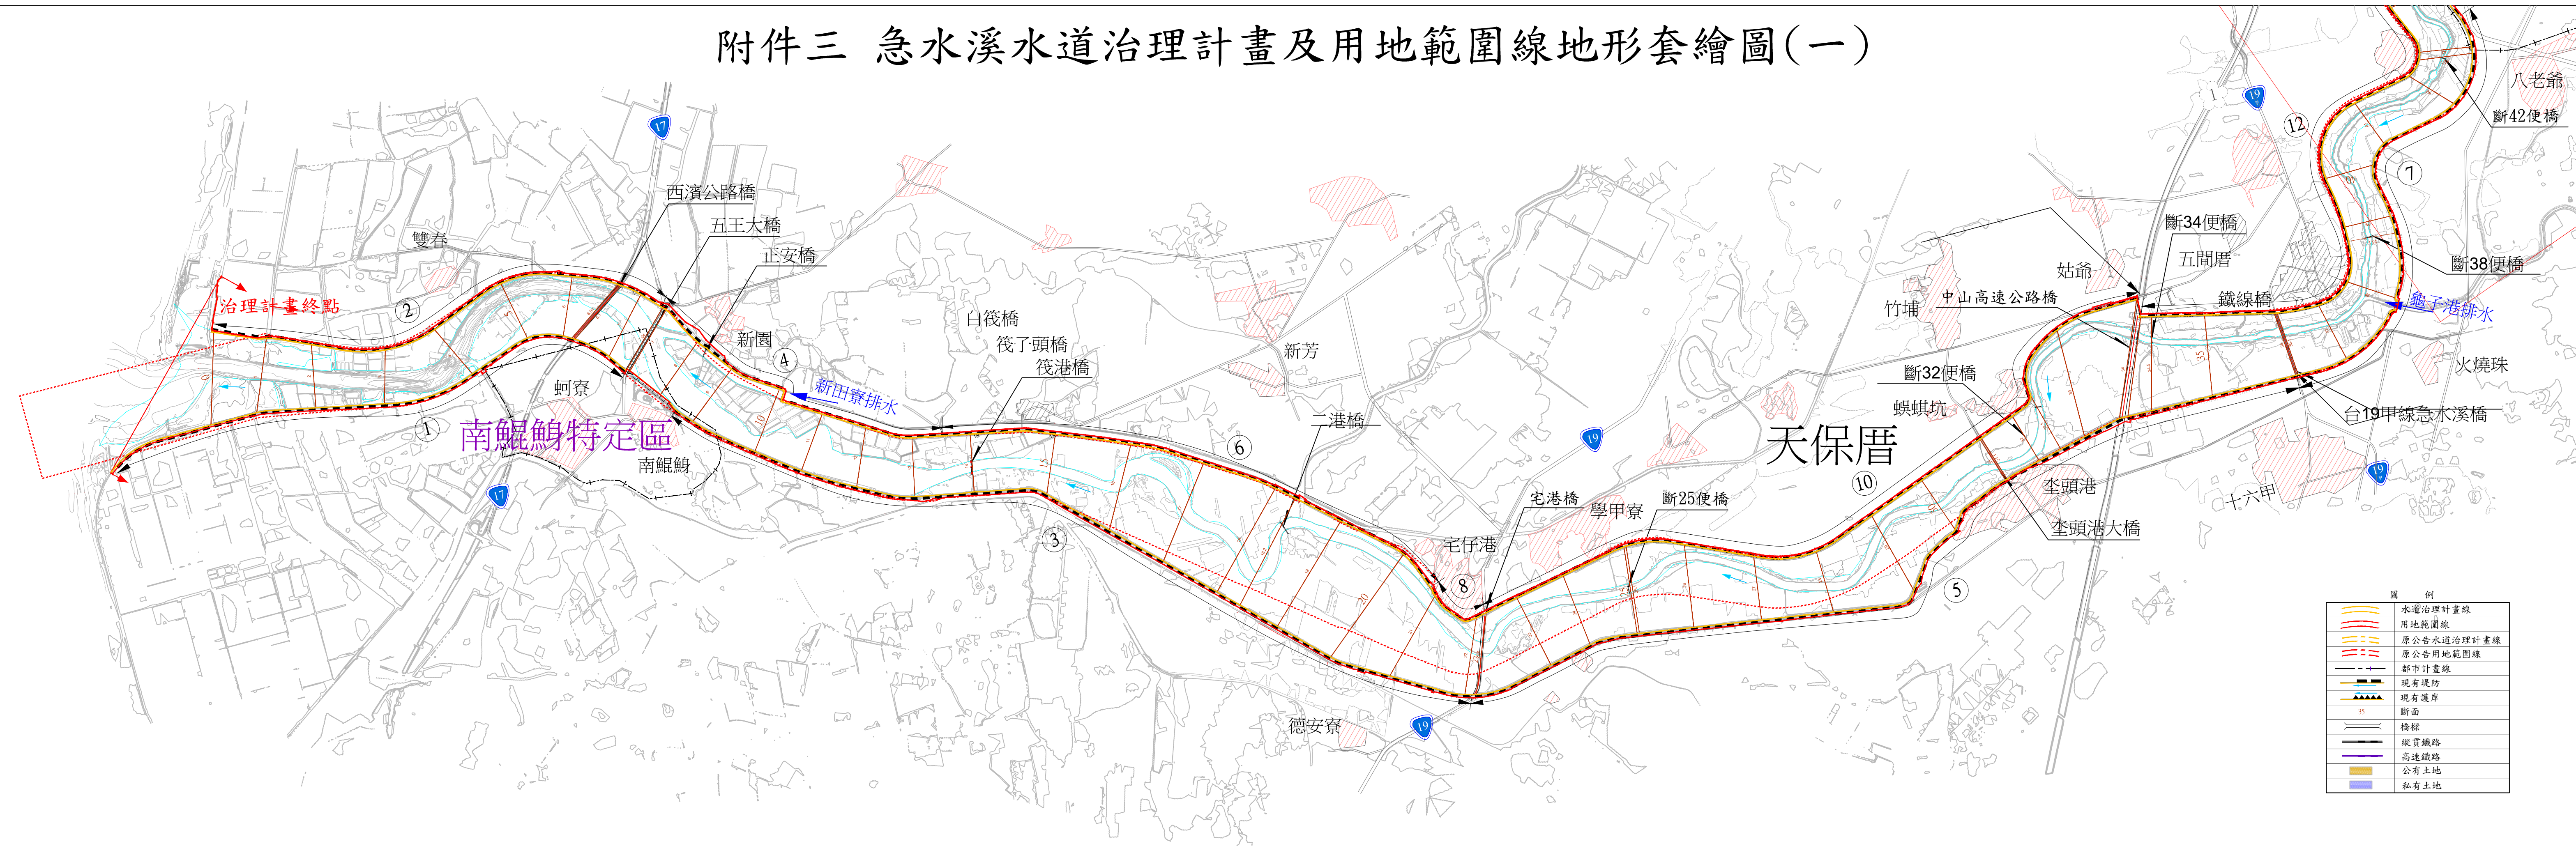 附件三 急水溪水道治理計畫及用地範圍線地形套繪圖(一)
八老爺
斷42便橋
1
19
12
7
17
西濱公路橋
五王大橋
正安橋
雙春
治理計畫終點
2
斷34便橋
五間厝
姑爺
斷38便橋
中山高速公路橋
竹埔
鐵線橋
龜子港排水
白筏橋
筏子頭橋
筏港橋
新園
4
新田寮排水
新芳
火燒珠
斷32便橋
蜈蜞坑
蚵寮
1
南鯤鯓特定區
南鯤鯓
二港橋
6
天保厝
台19甲線急水溪橋
19
19
十六甲
17
0
5
10
15
20
25
30
35
40
3
宅港橋
學甲寮
斷25便橋
10
埊頭港
埊頭港大橋
宅仔港
8
5
德安寮
19
圖 例
水道治理計畫線
用地範圍線
原公告水道治理計畫線
原公告用地範圍線
都市計畫線
現有堤防
現有護岸
35 斷面
橋樑
縱貫鐵路
高速鐵路
公有土地
私有土地